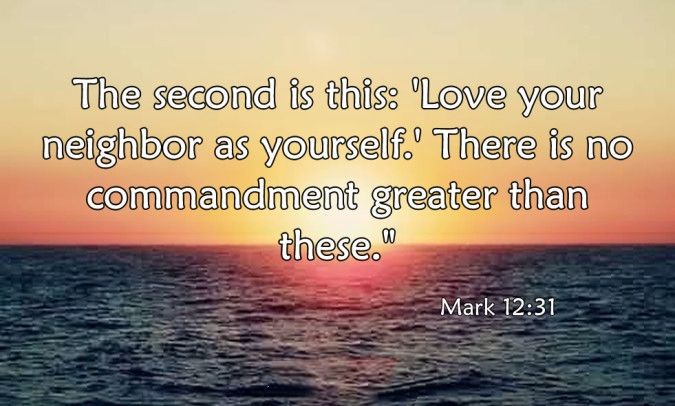 The second is this: 'Love your
neighbor as yourself.' There is no
commandment greater than
these."
Mark 12:31